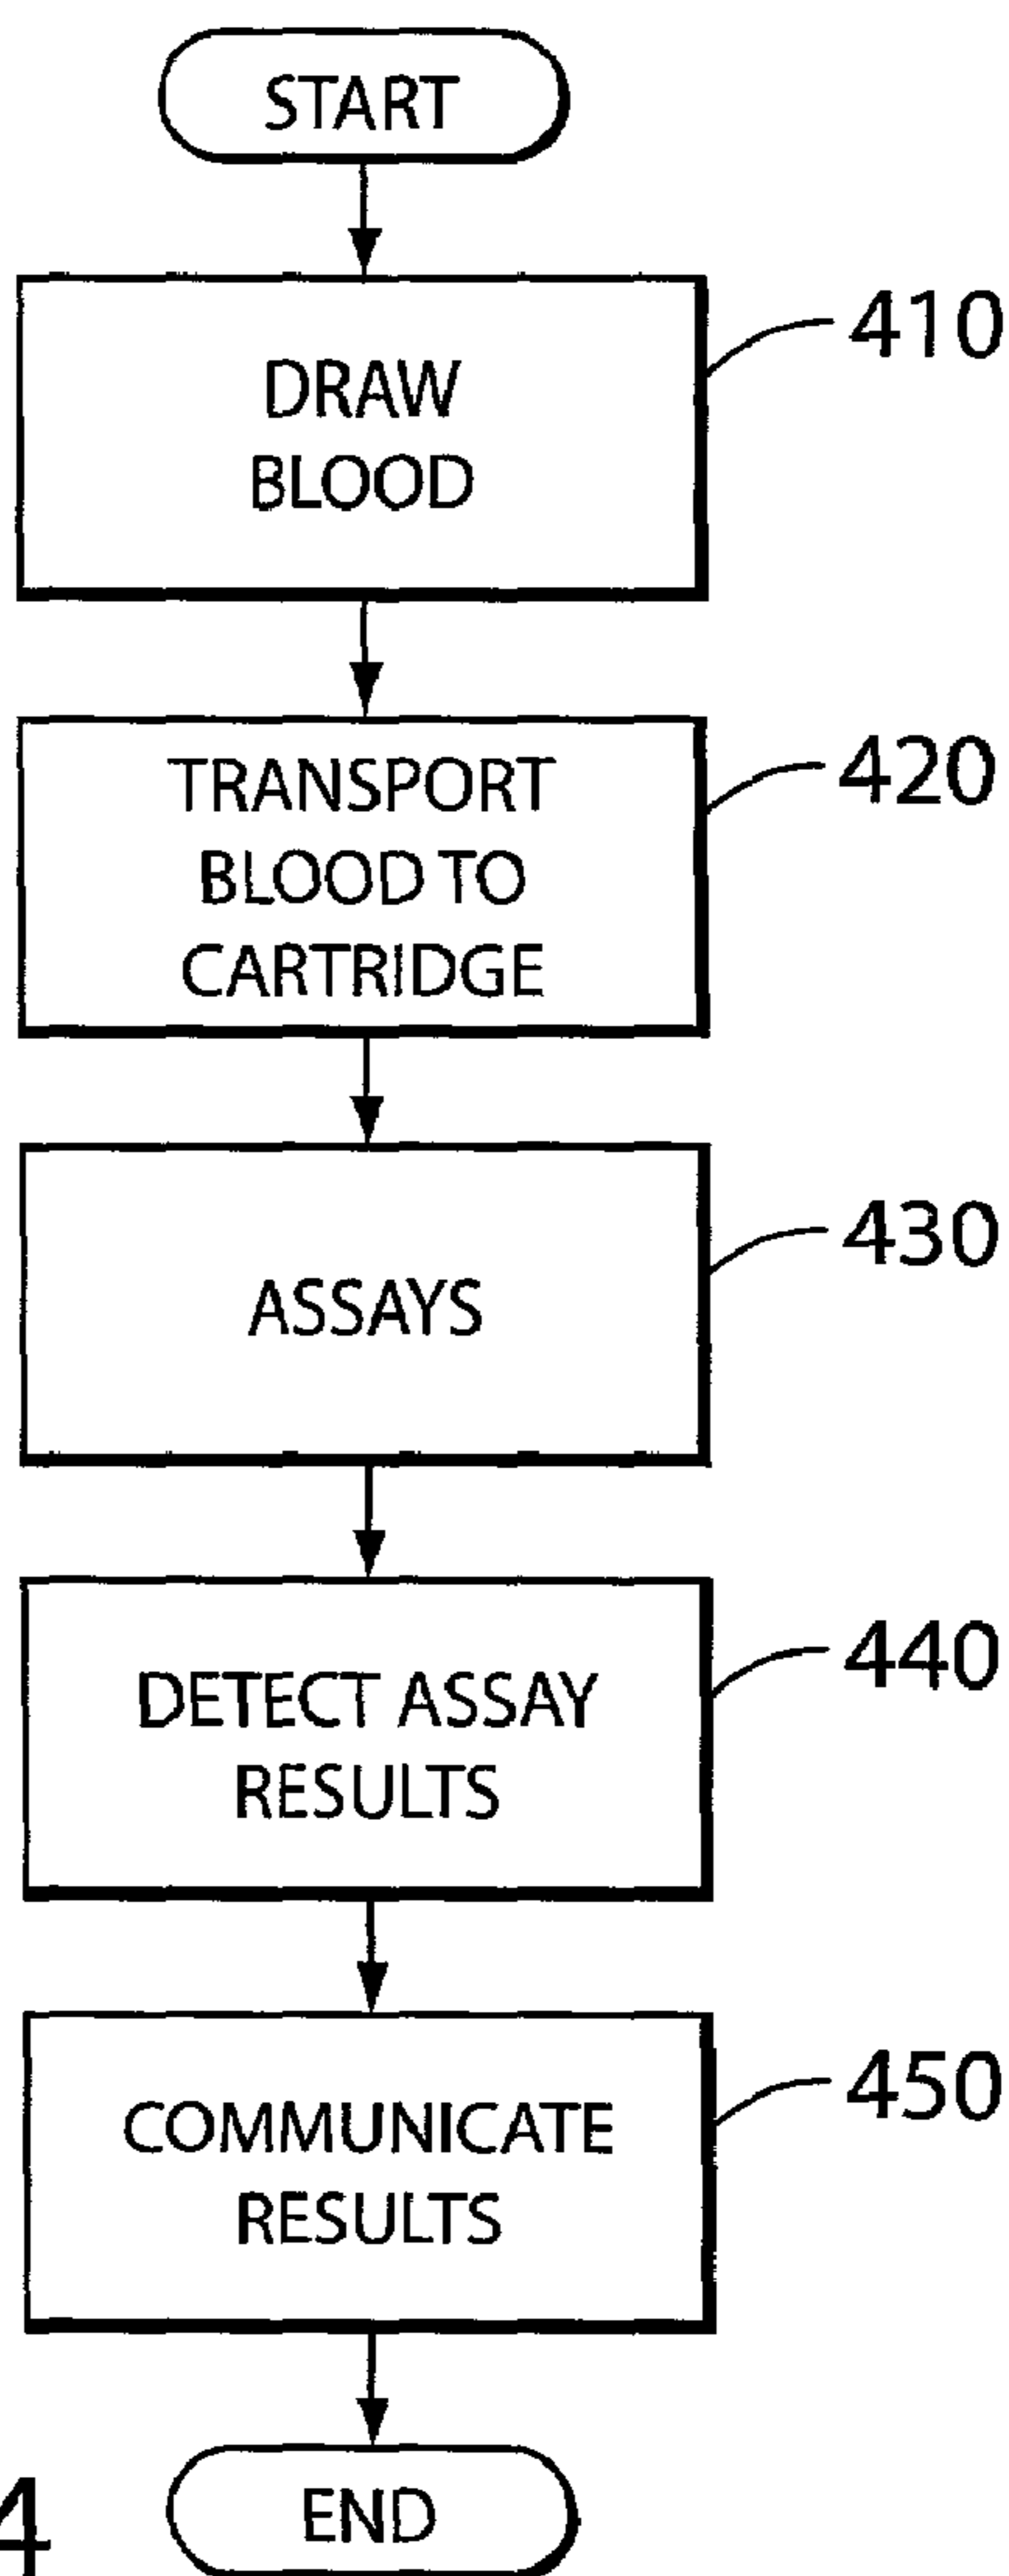 START
DRAW
BLOOD
410
TRANSPORT
BLOOD TO
CARTRIDGE
420
ASSAYS
430
DETECT ASSAY
RESULTS
440
COMMUNICATE
RESULTS
450
END
4